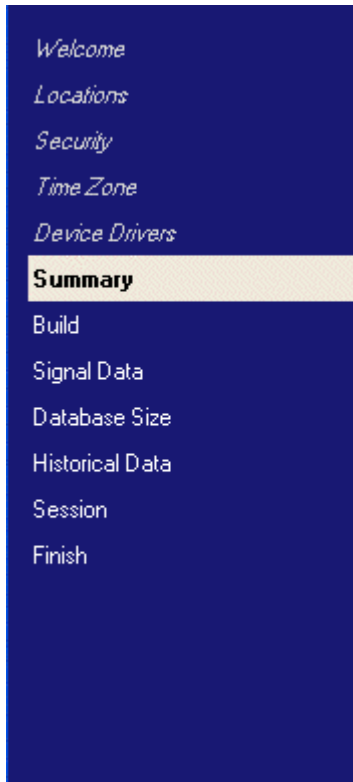 Welcome
Locations
Security
Time Zone
Device Drivers
Summary
Build
Signal Data
Database Size
Historical Data
Session
Finish